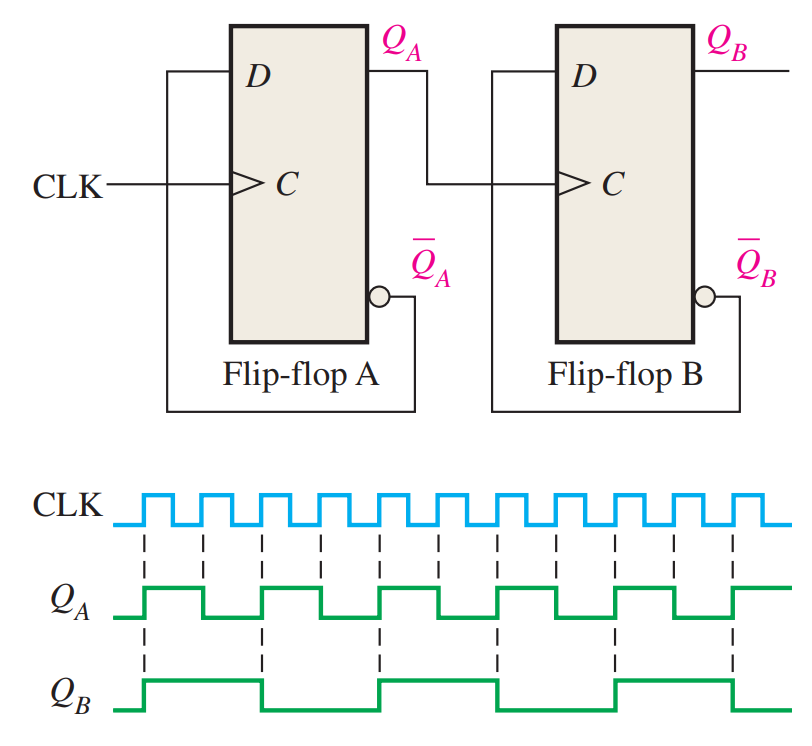 Q_A Q_B
D D
CLK C C
Q̅_A Q̅_B
Flip-flop A Flip-flop B
CLK
Q_A
Q_B